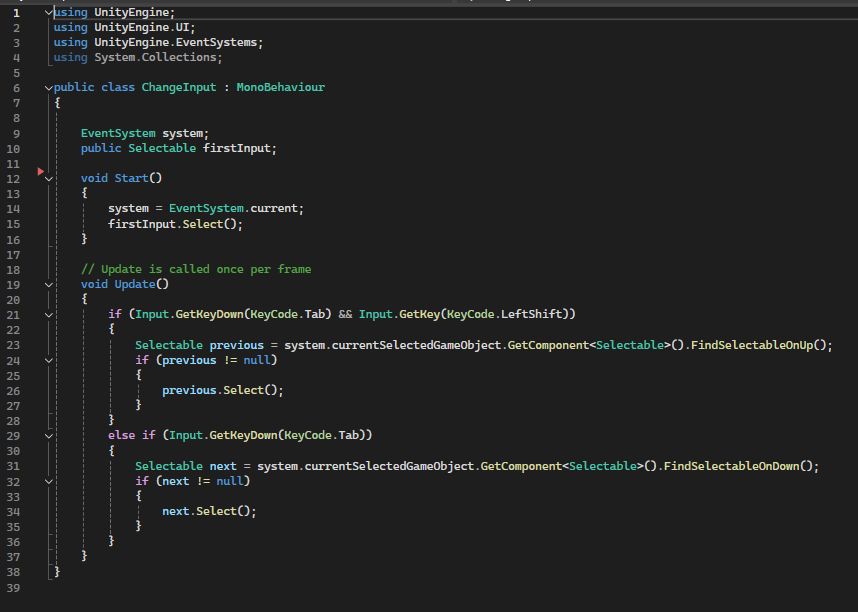 1 using UnityEngine;
2 using UnityEngine.UI;
3 using UnityEngine.EventSystems;
4 using System.Collections;
5
6 public class ChangeInput : MonoBehaviour
7 {
8
9 EventSystem system;
10 public Selectable firstInput;
11
12 void Start()
13 {
14 system = EventSystem.current;
15 firstInput.Select();
16 }
17
18 // Update is called once per frame
19 void Update()
20 {
21 if (Input.GetKeyDown(KeyCode.Tab) && Input.GetKey(KeyCode.LeftShift))
22 {
23 Selectable previous = system.currentSelectedGameObject.GetComponent<Selectable>().FindSelectableOnUp();
24 if (previous != null)
25 {
26 previous.Select();
27 }
28 }
29 else if (Input.GetKeyDown(KeyCode.Tab))
30 {
31 Selectable next = system.currentSelectedGameObject.GetComponent<Selectable>().FindSelectableOnDown();
32 if (next != null)
33 {
34 next.Select();
35 }
36 }
37 }
38 }
39